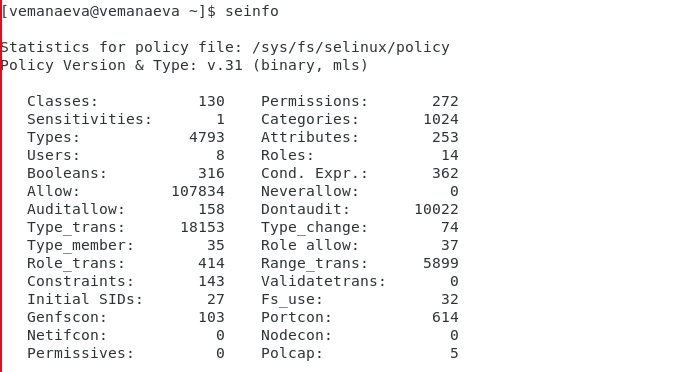 [vemanaeva@vemanaeva ~]$ seinfo
Statistics for policy file: /sys/fs/selinux/policy
Policy Version & Type: v.31 (binary, mls)
Classes: 130 Permissions: 272
Sensitivities: 1 Categories: 1024
Types: 4793 Attributes: 253
Users: 8 Roles: 14
Booleans: 316 Cond. Expr.: 362
Allow: 107834 Neverallow: 0
Auditallow: 158 Dontaudit: 10022
Type_trans: 18153 Type_change: 74
Type_member: 35 Role allow: 37
Role_trans: 414 Range_trans: 5899
Constraints: 143 Validatetrans: 0
Initial SIDs: 27 Fs_use: 32
Genfscon: 103 Portcon: 614
Netifcon: 0 Nodecon: 0
Permissives: 0 Polcap: 5